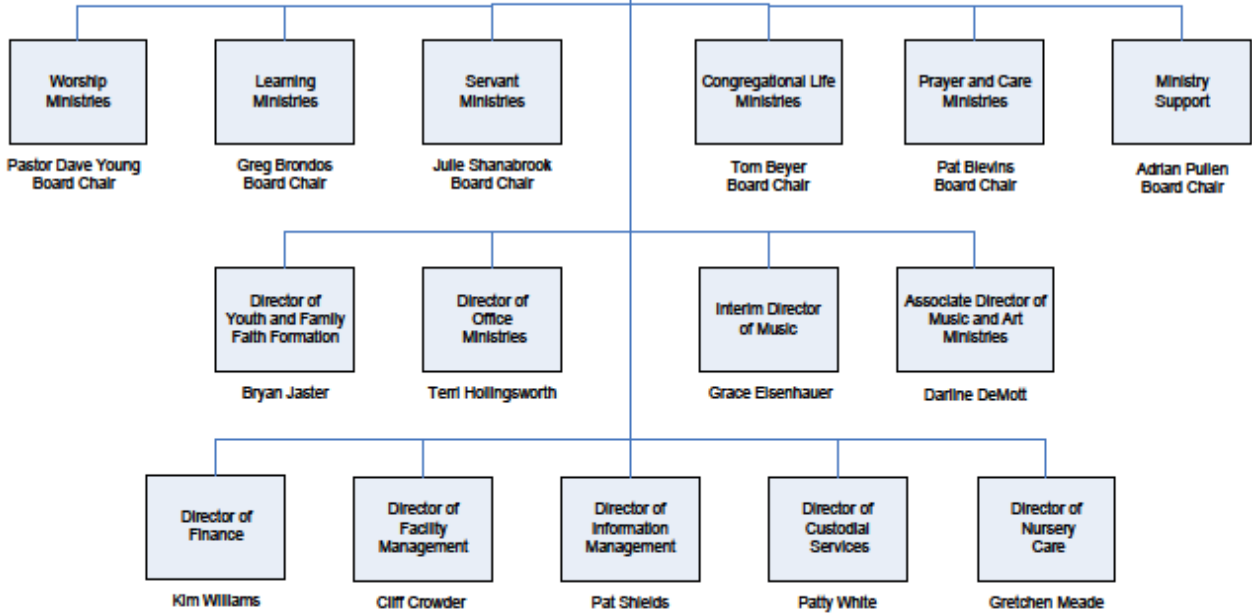 Worship
Ministries
Pastor Dave Young
Board Chair
Learning
Ministries
Greg Brondos
Board Chair
Servant
Ministries
Julie Shanabrook
Board Chair
Congregational Life
Ministries
Tom Beyer
Board Chair
Prayer and Care
Ministries
Pat Blevins
Board Chair
Ministry
Support
Adrian Pullen
Board Chair
Director of
Youth and Family
Faith Formation
Bryan Jaster
Director of
Office
Ministries
Terri Hollingsworth
Interim Director
of Music
Grace Eisenhauer
Associate Director of
Music and Art
Ministries
Darline DeMott
Director of
Finance
Kim Williams
Director of
Facility
Management
Cliff Crowder
Director of
Information
Management
Pat Shields
Director of
Custodial
Services
Patty White
Director of
Nursery
Care
Gretchen Meade